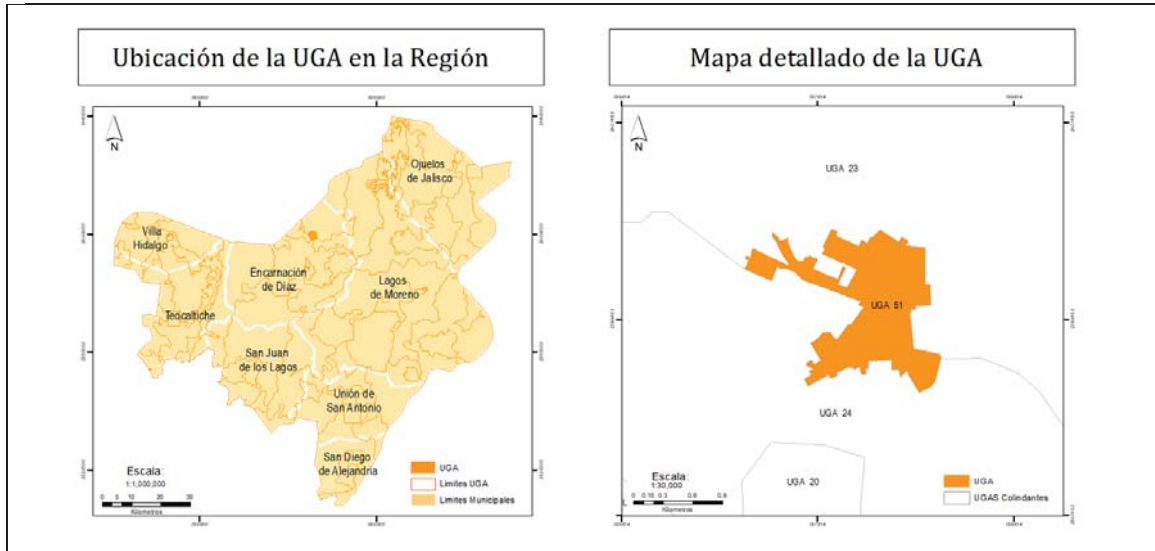 Ubicación de la UGA en la Región
N
Ojuelos
de Jalisco
Villa
Hidalgo
Encarnación
de Díaz
Lagos
de Moreno
Teocaltiche
San Juan
de los Lagos
Unión de
San Antonio
San Diego
de Alejandría
Escala:
1:1,000,000
0 5 10 20 30
Kilometros
UGA
Limites UGA
Limites Municipales
Mapa detallado de la UGA
N
UGA 23
UGA 51
UGA 24
UGA 20
Escala:
1:30,000
Kilometros
UGA
UGAS Colindantes